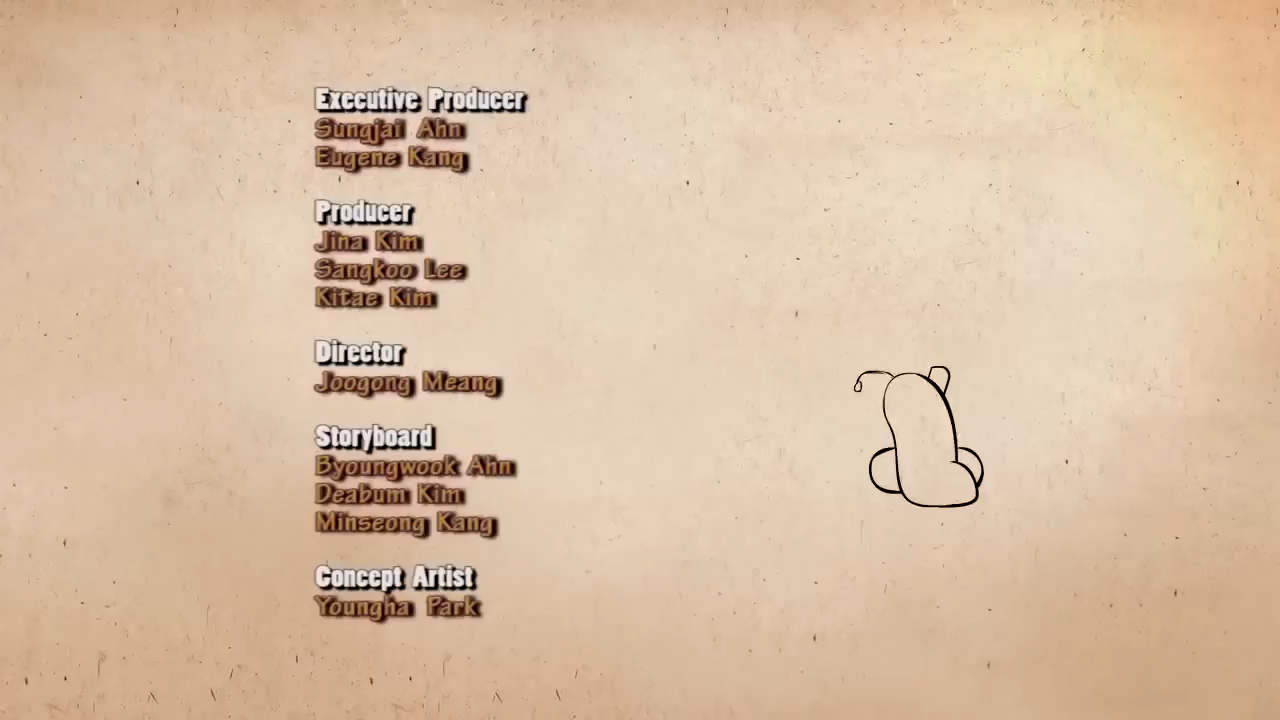 Executive Producer
Sungjai Ahn
Eugene Kang
Producer
Jina Kim
Sangkoo Lee
Kitae Kim
Director
Joogong Meang
Storyboard
Byoungwook Ahn
Deabum Kim
Minseong Kang
Concept Artist
Youngha Park